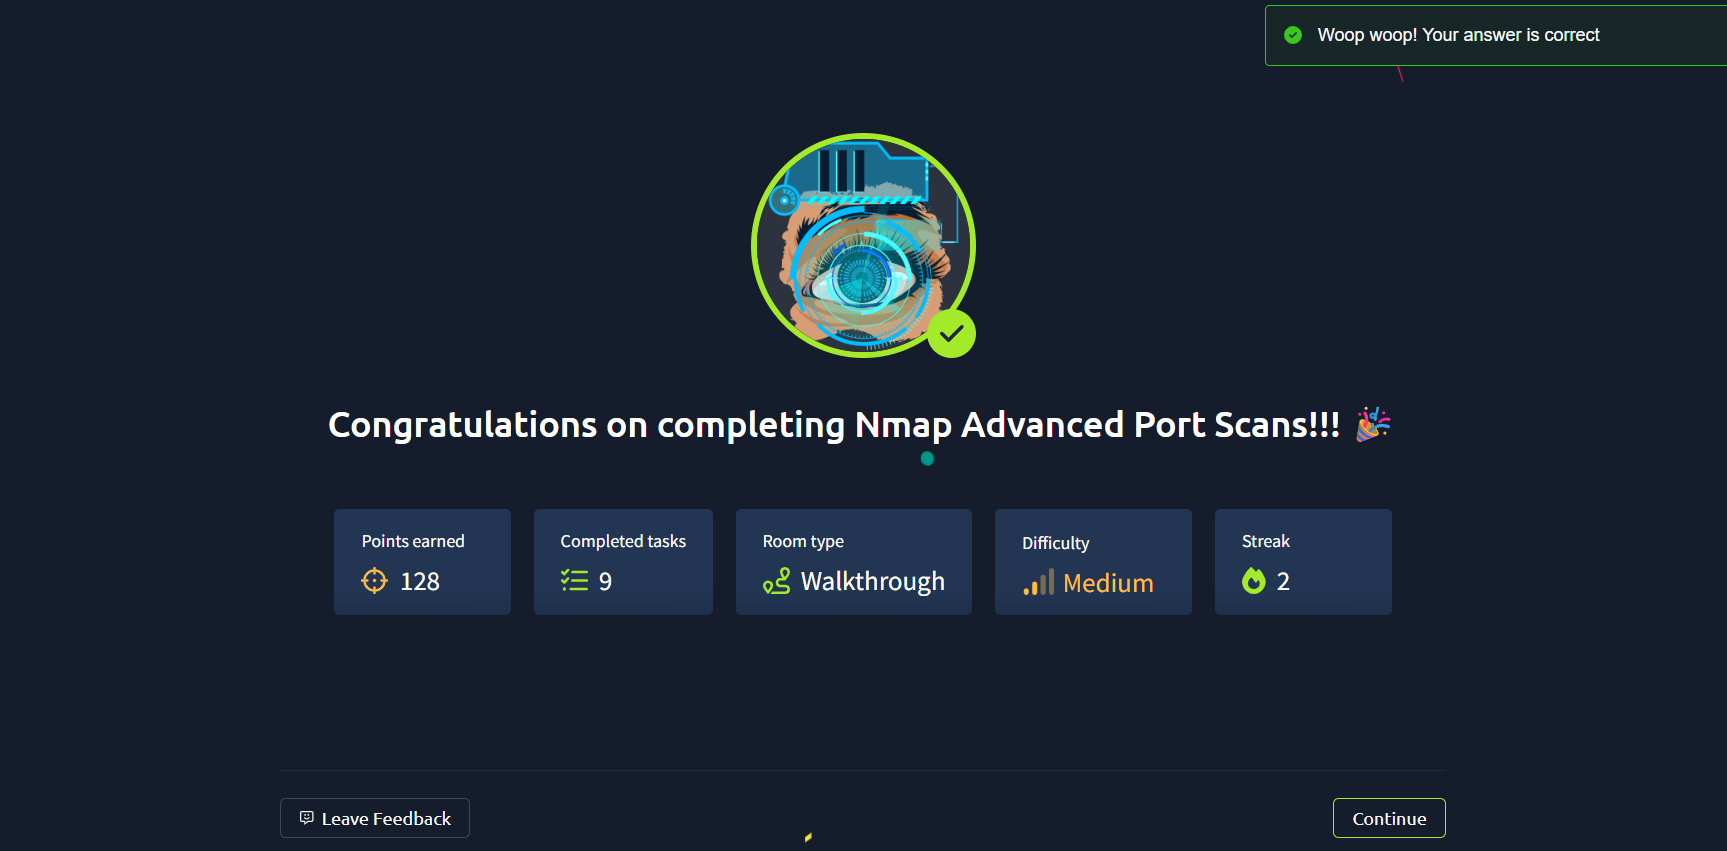 Woop woop! Your answer is correct
Congratulations on completing Nmap Advanced Port Scans!!! 🎉
Points earned
128
Completed tasks
9
Room type
Walkthrough
Difficulty
Medium
Streak
2
Leave Feedback
Continue